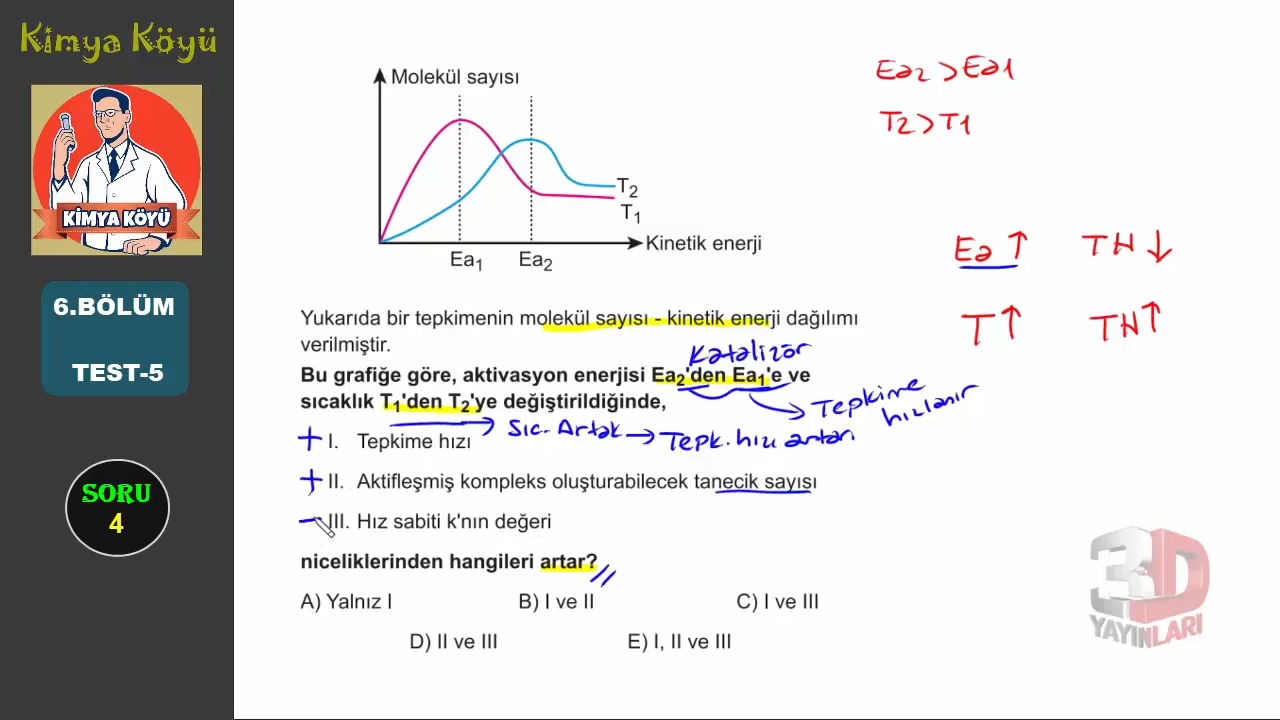 Kimya Köyü
KİMYA KÖYÜ
6.BÖLÜM
TEST-5
SORU
4
Molekül sayısı
T2
T1
Kinetik enerji
Ea1 Ea2
Ea2 > Ea1
T2 > T1
Ea ↑ TH ↓
T ↑ TH ↑
Yukarıda bir tepkimenin molekül sayısı - kinetik enerji dağılımı
verilmiştir.
Katalizör
Bu grafiğe göre, aktivasyon enerjisi Ea2'den Ea1'e ve
sıcaklık T1'den T2'ye değiştirildiğinde,
Tepkime
hızlanır
Sıc. Artak → Tepk. hızı artar
+ I. Tepkime hızı
+ II. Aktifleşmiş kompleks oluşturabilecek tanecik sayısı
– III. Hız sabiti k'nın değeri
niceliklerinden hangileri artar?
A) Yalnız I B) I ve II C) I ve III
D) II ve III E) I, II ve III
3D
YAYINLARI